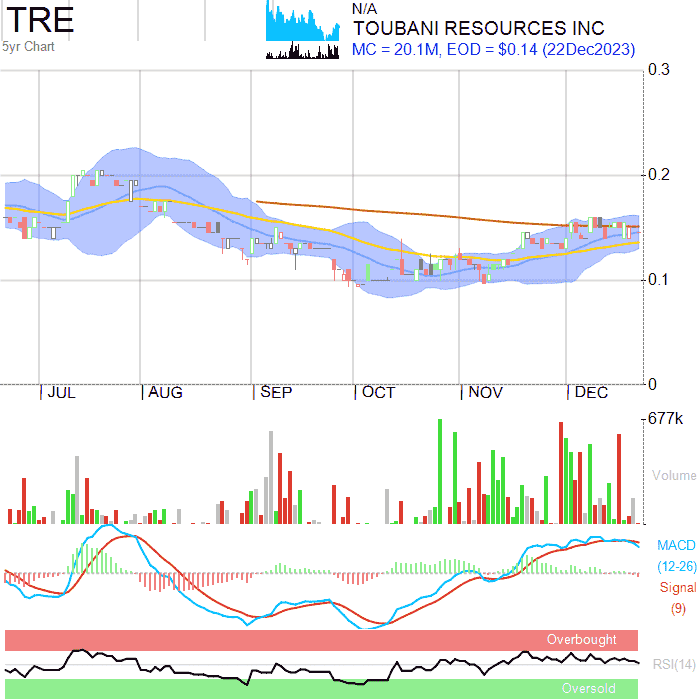 TRE
5yr Chart
N/A
TOUBANI RESOURCES INC
MC = 20.1M, EOD = $0.14 (22Dec2023)
0.3
0.2
0.1
0
JUL AUG SEP OCT NOV DEC
677k
Volume
MACD
(12-26)
Signal
(9)
Overbought
RSI(14)
Oversold